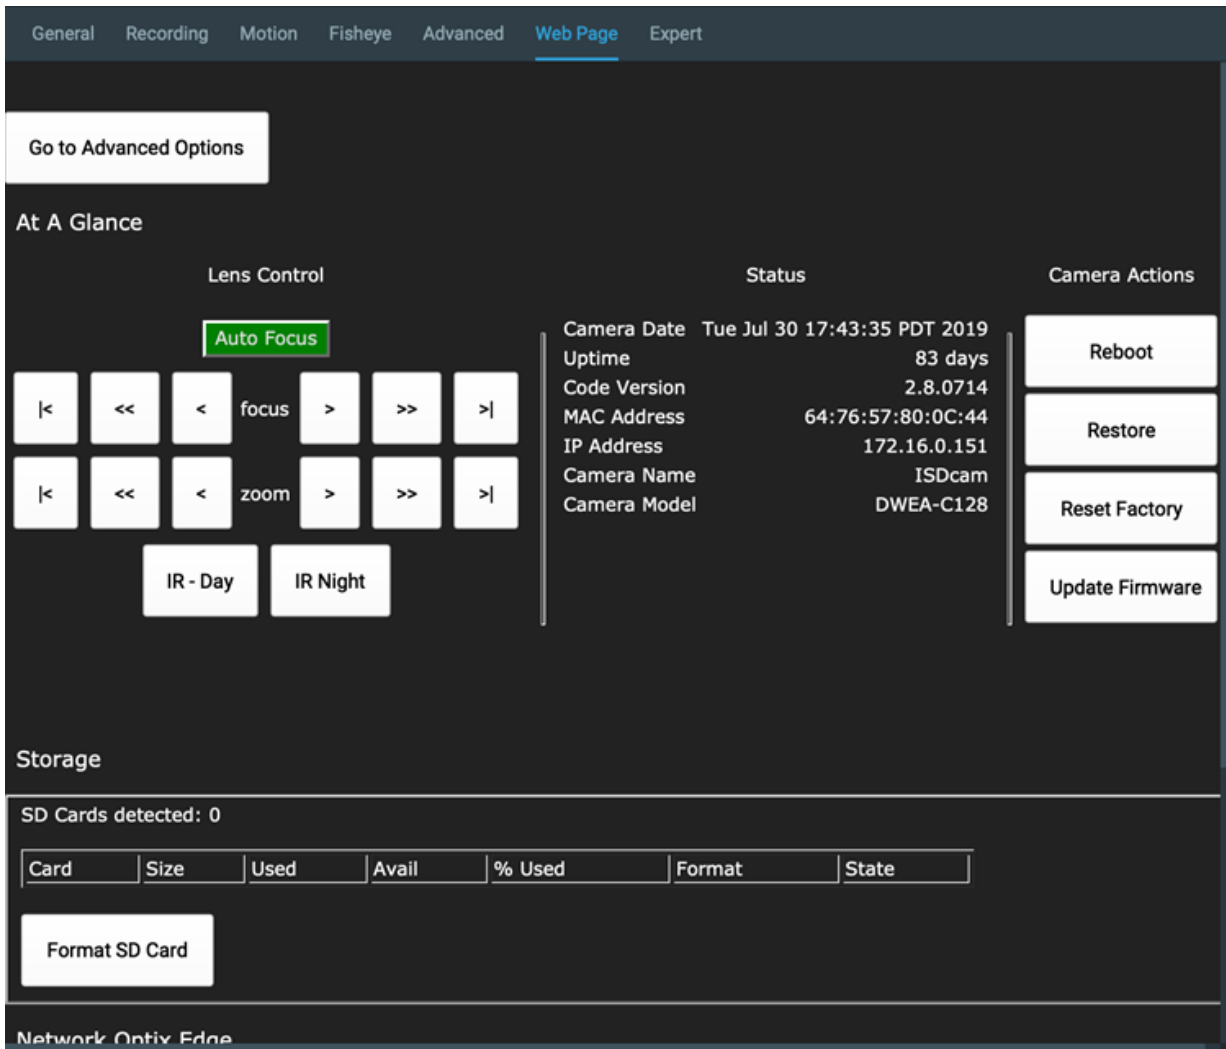 General Recording Motion Fisheye Advanced Web Page Expert
Go to Advanced Options
At A Glance
Lens Control
Auto Focus
|< << < focus > >> >|
|< << < zoom > >> >|
IR - Day IR Night
Status
Camera Date Tue Jul 30 17:43:35 PDT 2019
Uptime 83 days
Code Version 2.8.0714
MAC Address 64:76:57:80:0C:44
IP Address 172.16.0.151
Camera Name ISDcam
Camera Model DWEA-C128
Camera Actions
Reboot
Restore
Reset Factory
Update Firmware
Storage
SD Cards detected: 0
Card Size Used Avail % Used Format State
Format SD Card
Network Optix Edge